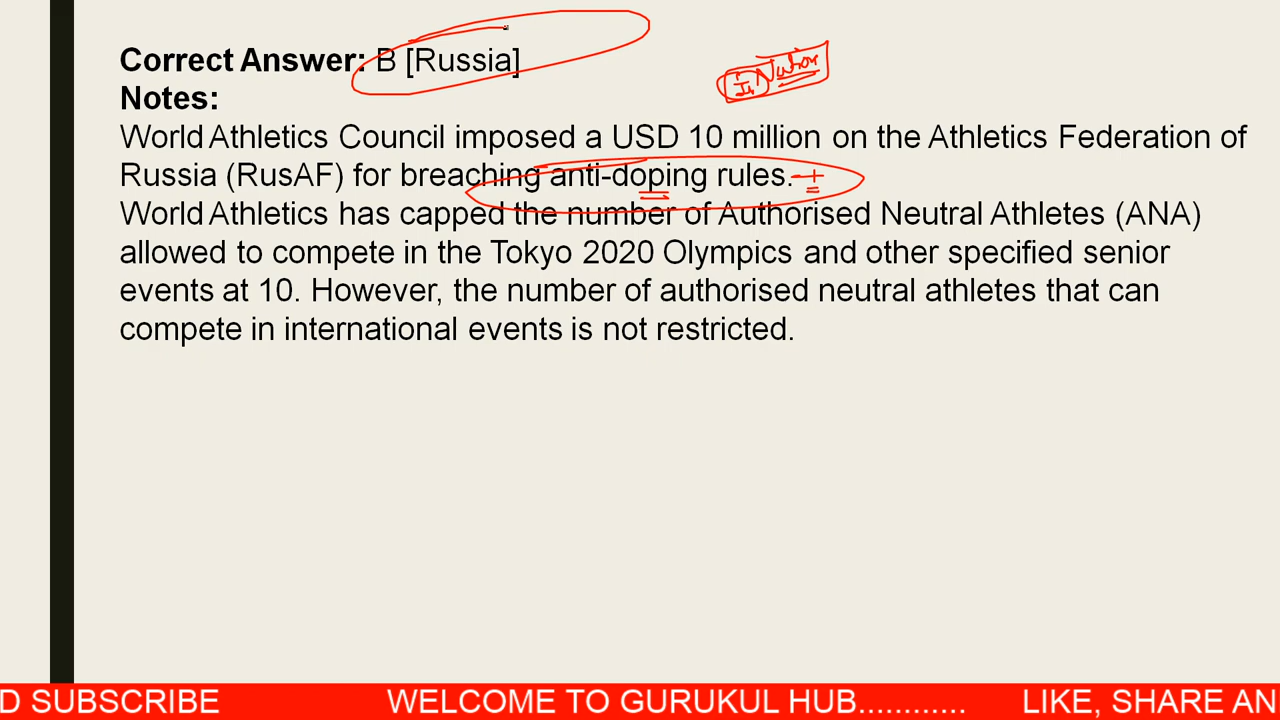 Correct Answer: B [Russia]
Notes:
World Athletics Council imposed a USD 10 million on the Athletics Federation of
Russia (RusAF) for breaching anti-doping rules.
World Athletics has capped the number of Authorised Neutral Athletes (ANA)
allowed to compete in the Tokyo 2020 Olympics and other specified senior
events at 10. However, the number of authorised neutral athletes that can
compete in international events is not restricted.
D SUBSCRIBE WELCOME TO GURUKUL HUB............ LIKE, SHARE AN